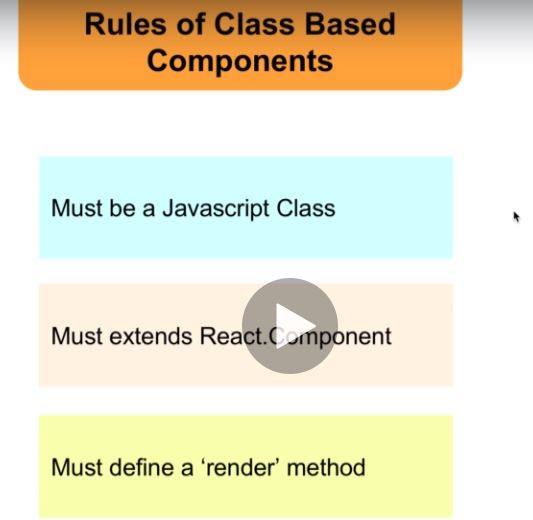 Rules of Class Based
Components
Must be a Javascript Class
Must extends React.Component
Must define a ‘render’ method